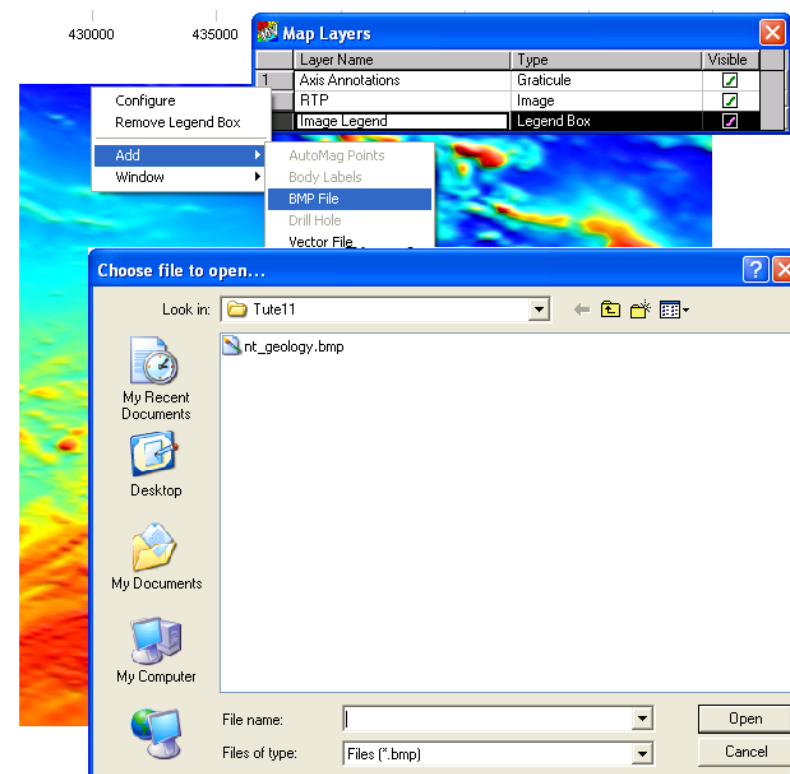 430000 435000
Map Layers
Layer Name Type Visible
1 Axis Annotations Graticule
RTP Image
Image Legend Legend Box
Configure
Remove Legend Box
Add
Window
AutoMag Points
Body Labels
BMP File
Drill Hole
Vector File
Choose file to open...
Look in: Tute11
nt_geology.bmp
My Recent
Documents
Desktop
My Documents
My Computer
File name: Open
Files of type: Files (*.bmp) Cancel